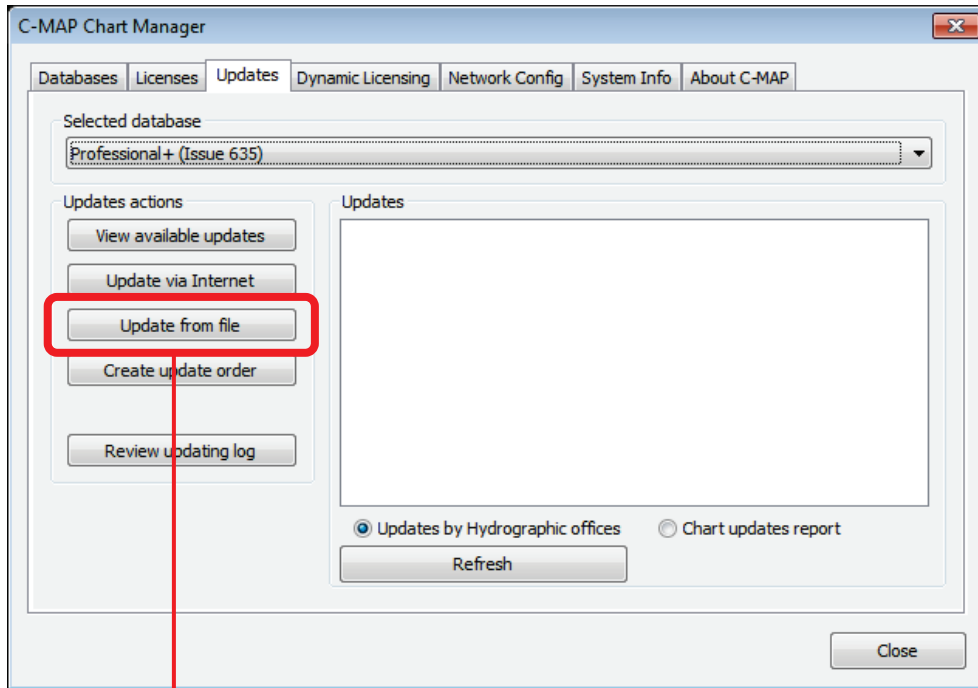 C-MAP Chart Manager
Databases Licenses Updates Dynamic Licensing Network Config System Info About C-MAP
Selected database
Professional+ (Issue 635)
Updates actions
View available updates
Update via Internet
Update from file
Create update order
Review updating log
Updates
Updates by Hydrographic offices Chart updates report
Refresh
Close